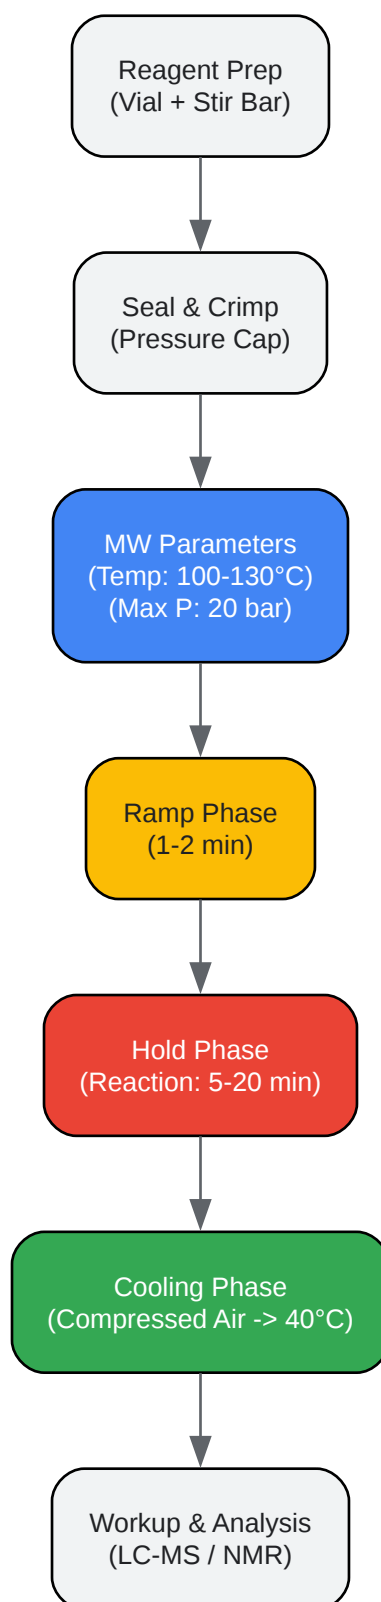 Reagent Prep
(Vial + Stir Bar)
Seal & Crimp
(Pressure Cap)
MW Parameters
(Temp: 100-130°C)
(Max P: 20 bar)
Ramp Phase
(1-2 min)
Hold Phase
(Reaction: 5-20 min)
Cooling Phase
(Compressed Air -> 40°C)
Workup & Analysis
(LC-MS / NMR)